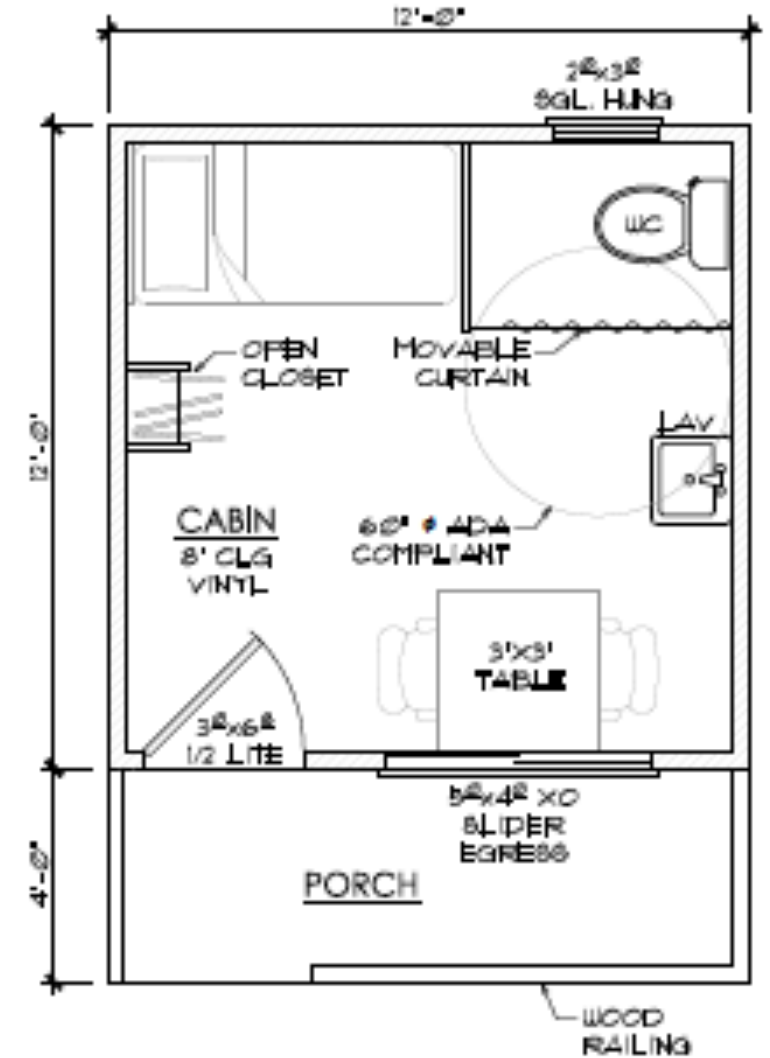 12'-0"
2⁰x3⁰
SGL. HUNG
WC
OPEN
CLOSET
MOVABLE
CURTAIN
LAV
12'-0"
CABIN
8' CLG
VINYL
60" ø ADA
COMPLIANT
3'X3'
TABLE
3⁰x6⁸
1/2 LITE
5⁰x4⁰ XO
SLIDER
EGRESS
4'-0"
PORCH
WOOD
RAILING